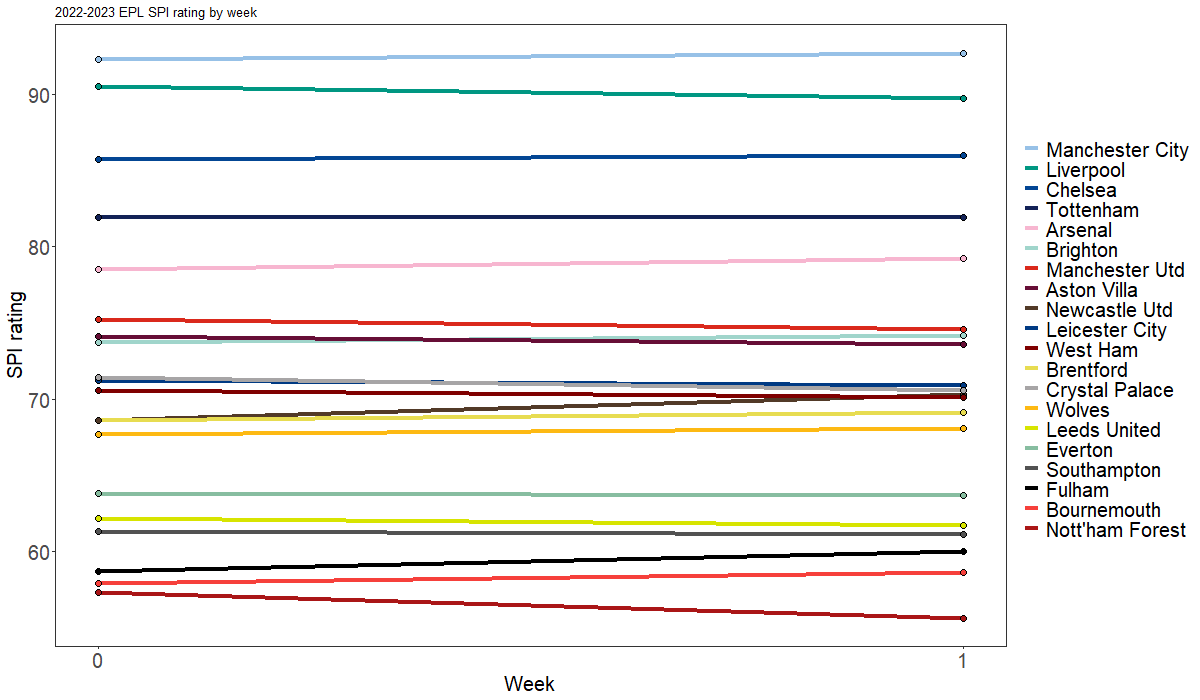 2022-2023 EPL SPI rating by week
90
80
70
60
SPI rating
0
1
Week
Manchester City
Liverpool
Chelsea
Tottenham
Arsenal
Brighton
Manchester Utd
Aston Villa
Newcastle Utd
Leicester City
West Ham
Brentford
Crystal Palace
Wolves
Leeds United
Everton
Southampton
Fulham
Bournemouth
Nott'ham Forest